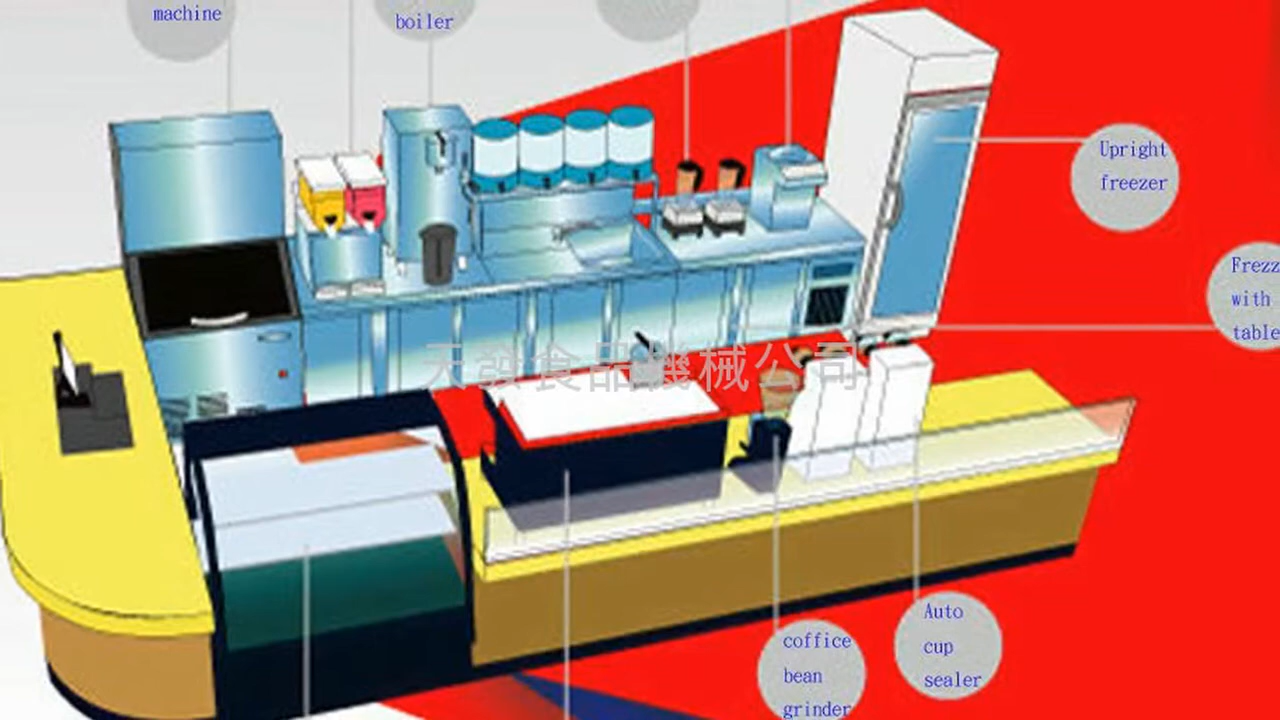 machine
boiler
Upright
freezer
Frezz
with
table
天發食品機械公司
coffice
bean
grinder
Auto
cup
sealer